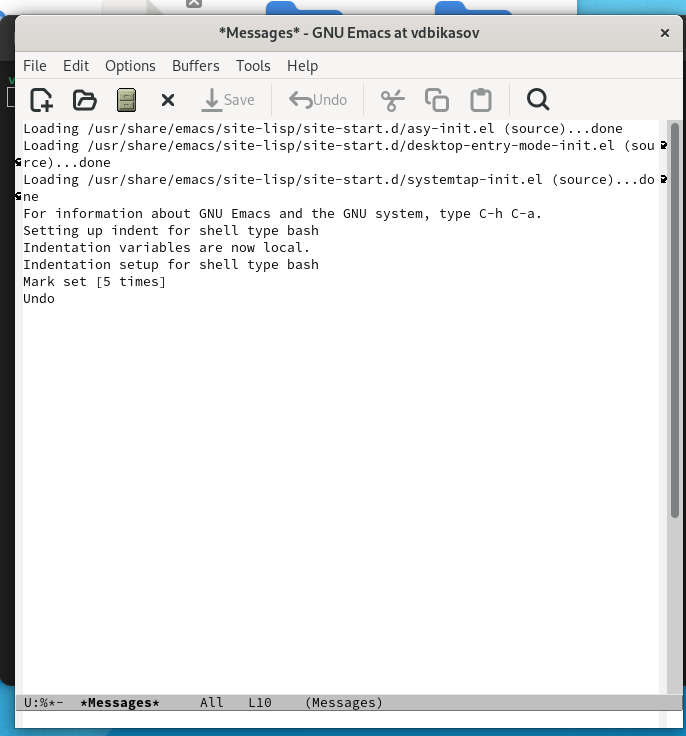 *Messages* - GNU Emacs at vdbikasov
File Edit Options Buffers Tools Help
Save Undo
Loading /usr/share/emacs/site-lisp/site-start.d/asy-init.el (source)...done
Loading /usr/share/emacs/site-lisp/site-start.d/desktop-entry-mode-init.el (sou
rce)...done
Loading /usr/share/emacs/site-lisp/site-start.d/systemtap-init.el (source)...do
ne
For information about GNU Emacs and the GNU system, type C-h C-a.
Setting up indent for shell type bash
Indentation variables are now local.
Indentation setup for shell type bash
Mark set [5 times]
Undo
U:%*- *Messages* All L10 (Messages)